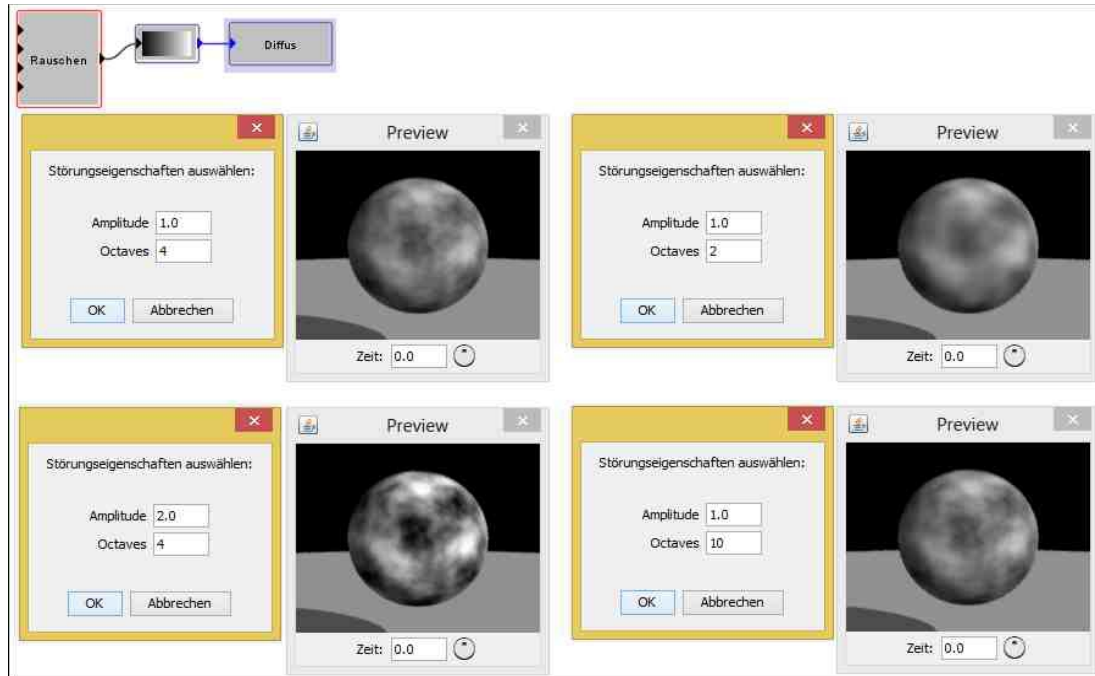 Rauschen
Diffus
Preview
Preview
Störungseigenschaften auswählen:
Amplitude 1.0
Octaves 4
OK Abbrechen
Zeit: 0.0
Störungseigenschaften auswählen:
Amplitude 1.0
Octaves 2
OK Abbrechen
Zeit: 0.0
Preview
Preview
Störungseigenschaften auswählen:
Amplitude 2.0
Octaves 4
OK Abbrechen
Zeit: 0.0
Störungseigenschaften auswählen:
Amplitude 1.0
Octaves 10
OK Abbrechen
Zeit: 0.0